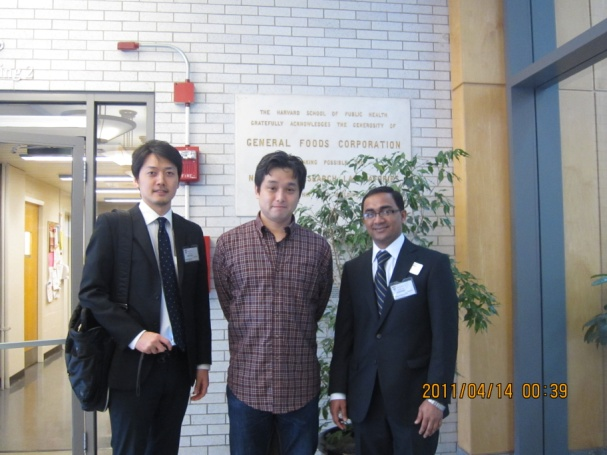 THE HARVARD SCHOOL OF PUBLIC HEALTH
GRATEFULLY ACKNOWLEDGES THE GENEROSITY OF
GENERAL FOODS CORPORATION
POSSIBLE
2011/04/14 00:39